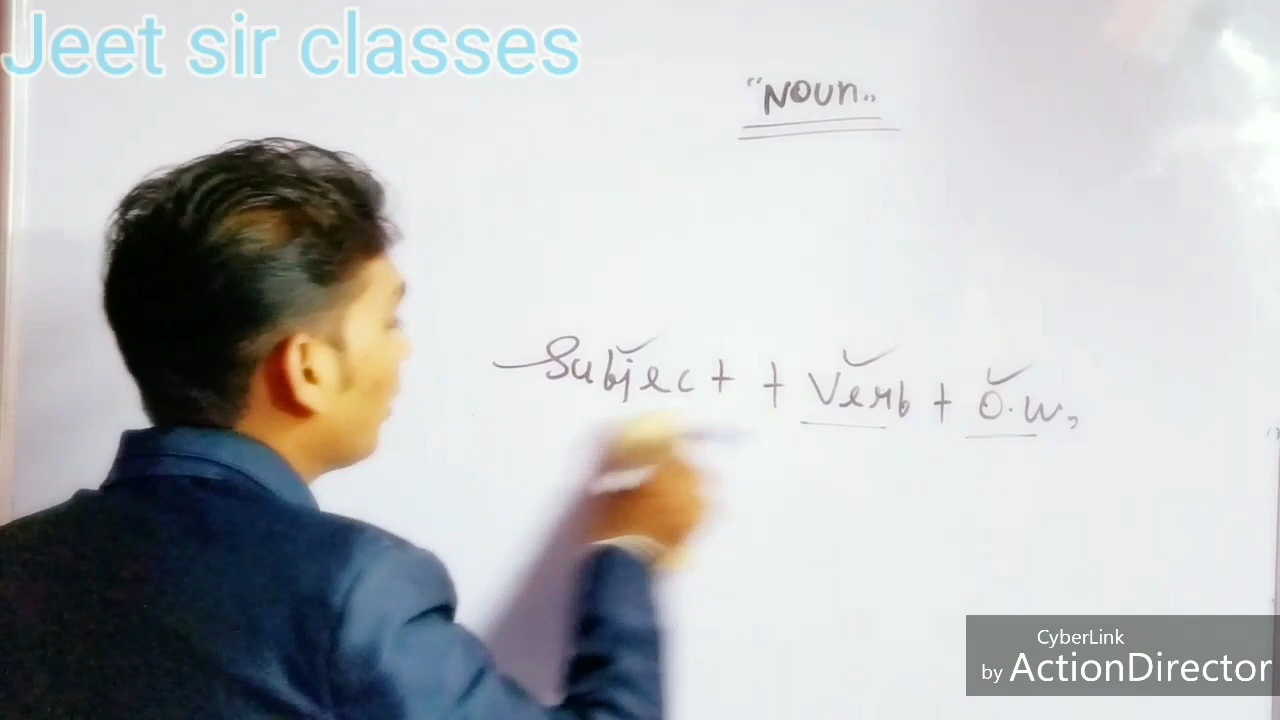 Jeet sir classes
"NOUN"
Subject + Verb + O.W,
CyberLink
by ActionDirector